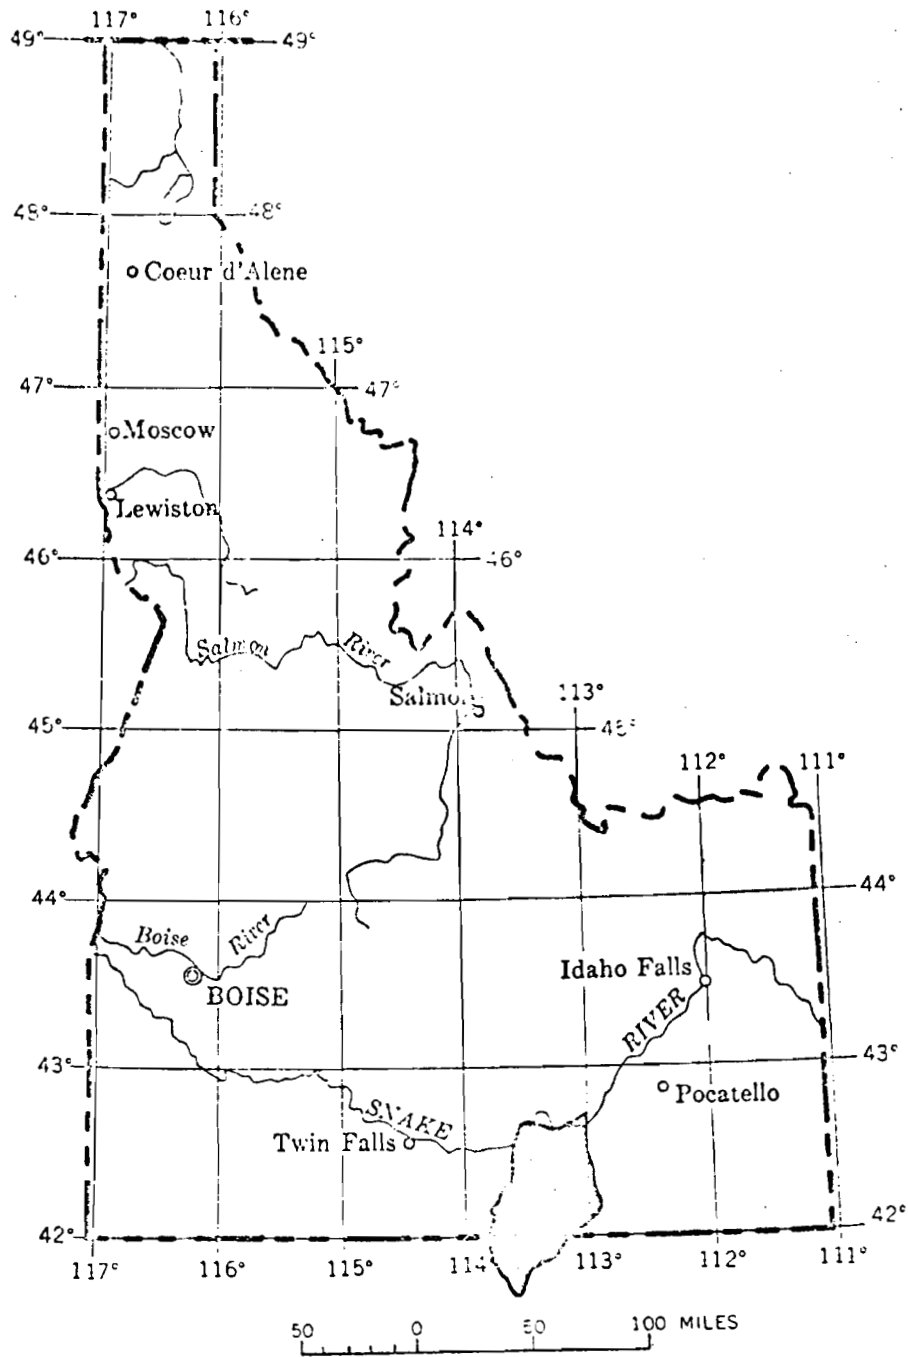 117° 116°
49° 49°
48° 48°
Coeur d'Alene
115°
47° 47°
Moscow
Lewiston
114°
46° 46°
Salmon River
Salmon
113°
45° 45°
112° 111°
44° 44°
Boise River
Idaho Falls
BOISE
RIVER
43° 43°
Pocatello
SNAKE
Twin Falls
42° 42°
117° 116° 115° 114 113° 112° 111°
50 0 50 100 MILES